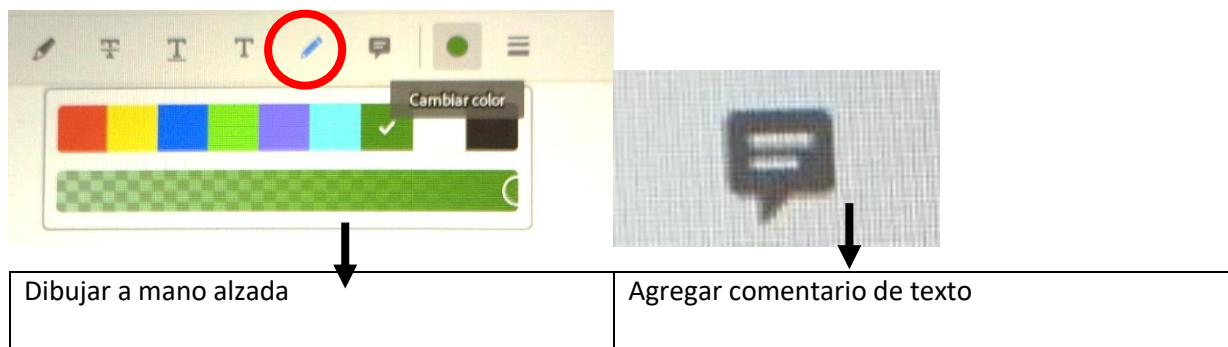 T T T
Cambiar color
Dibujar a mano alzada
Agregar comentario de texto